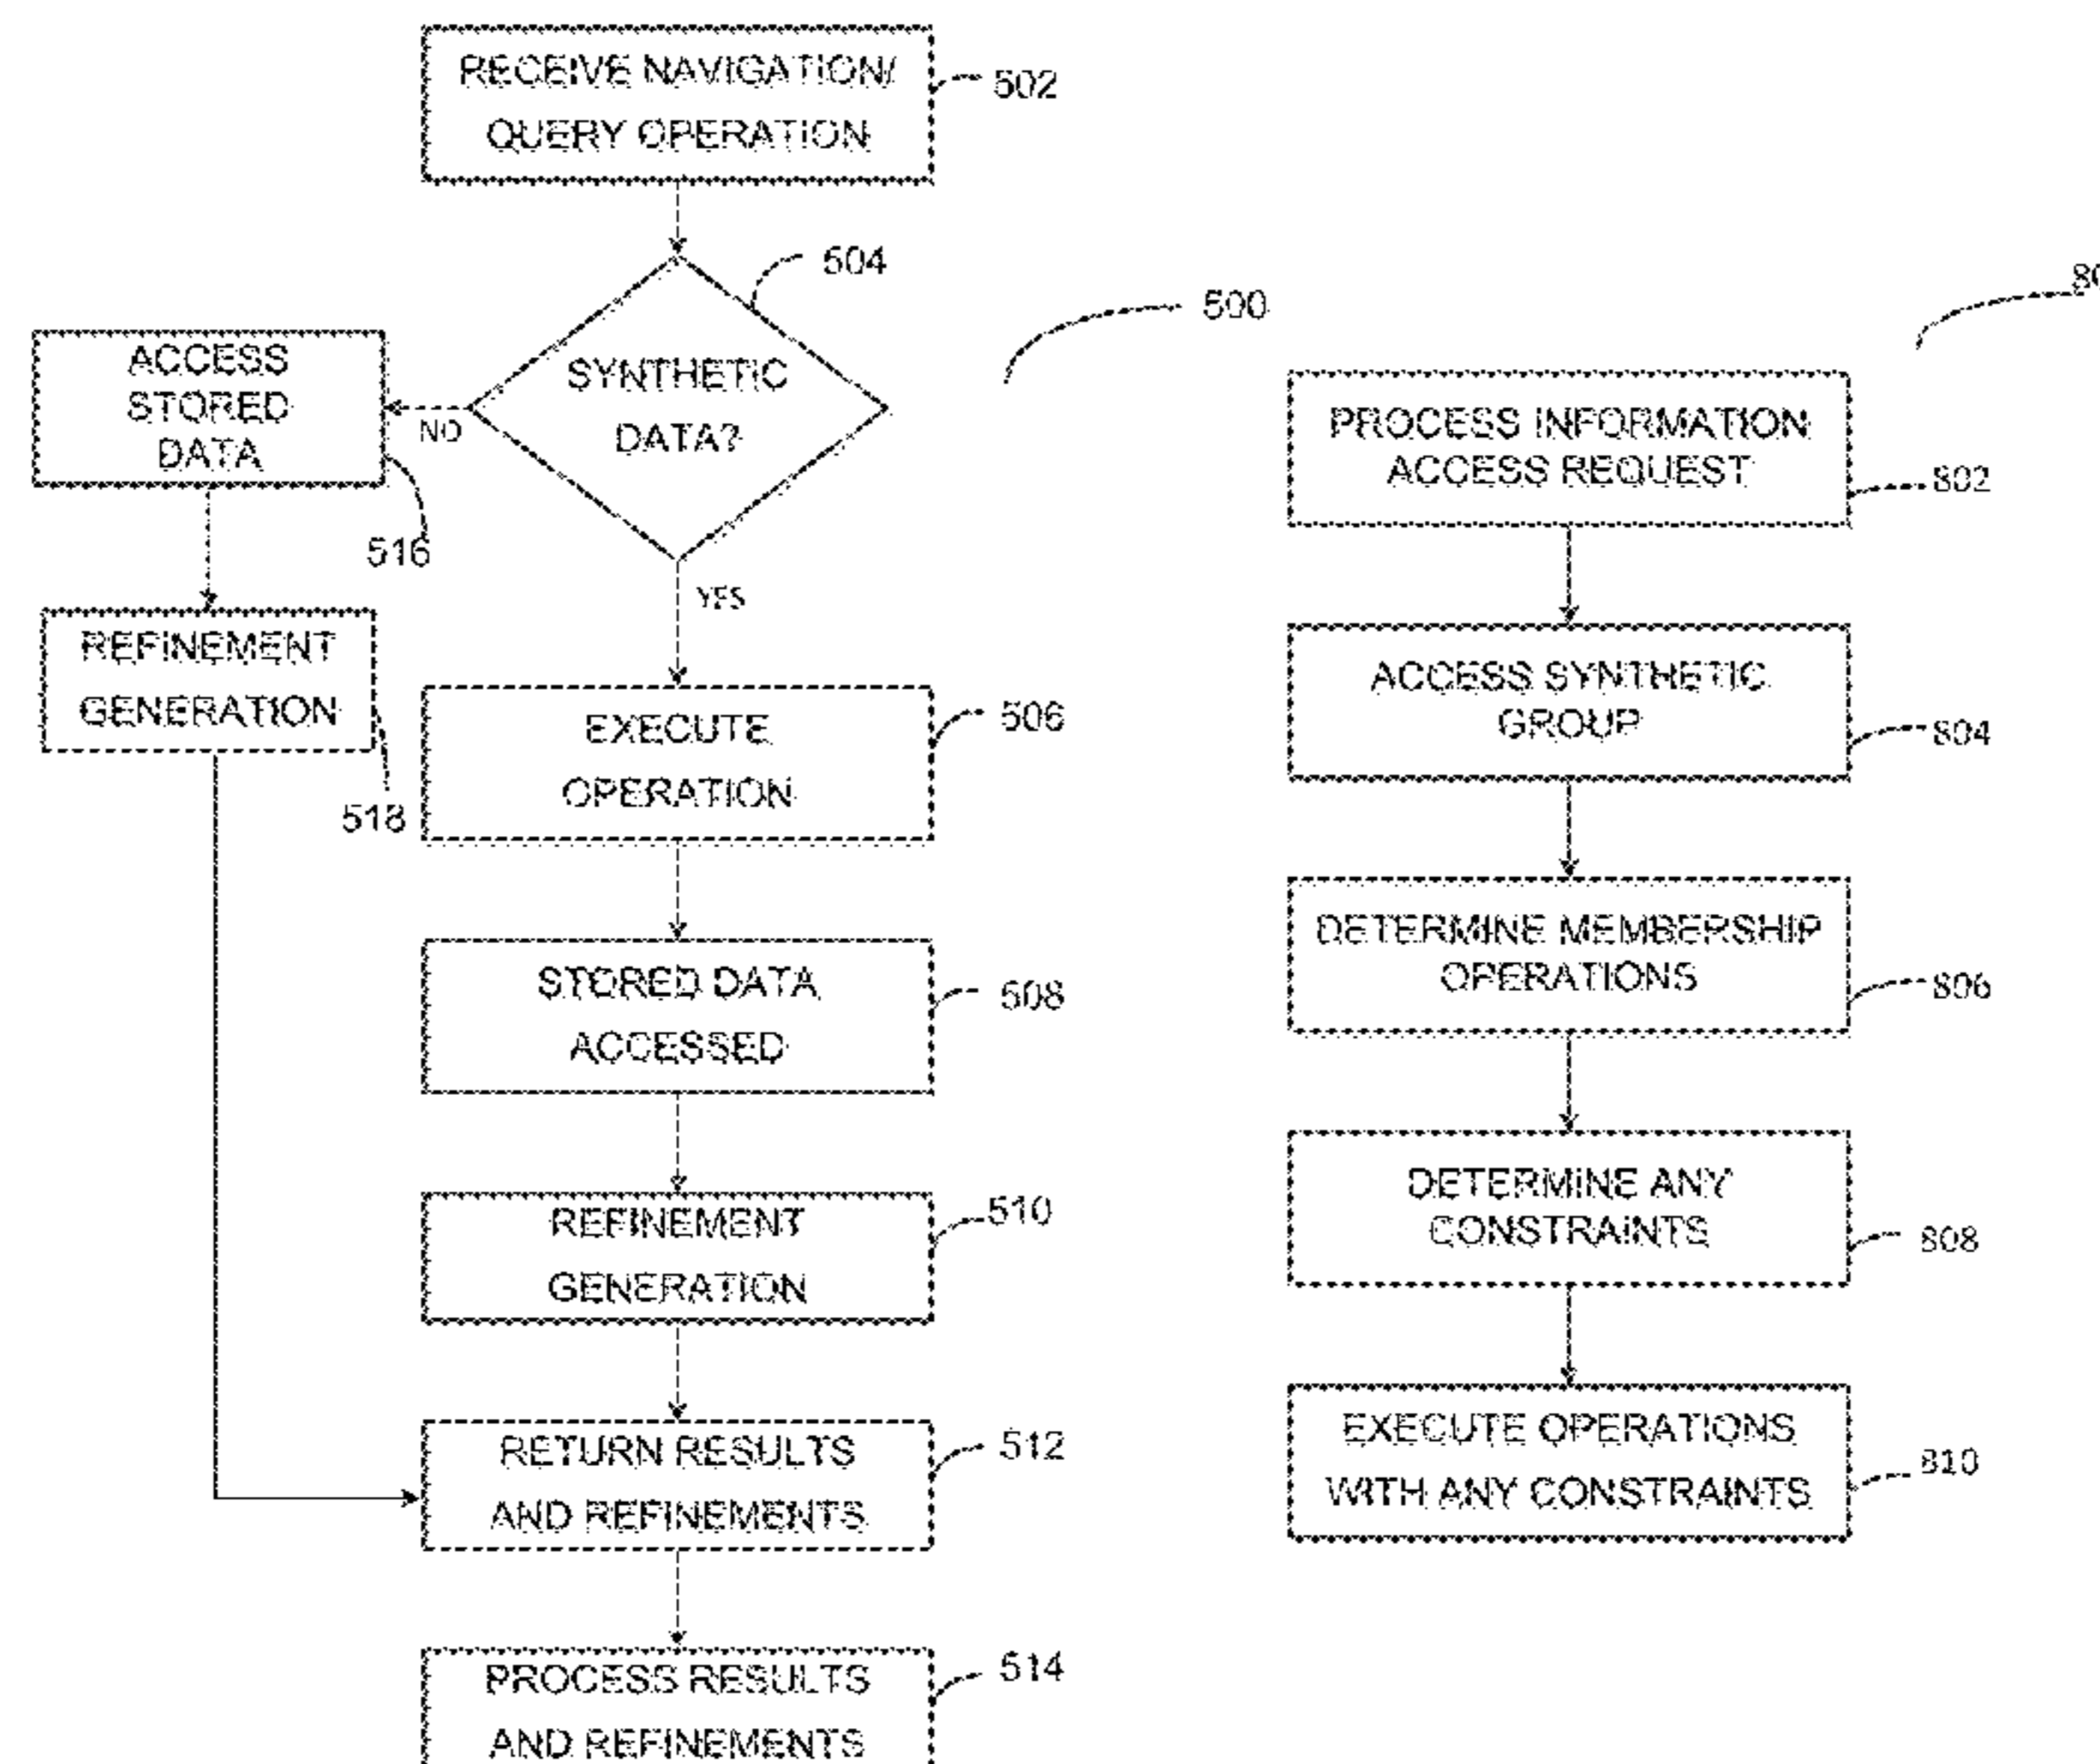 RECEIVE NAVIGATION/
QUERY OPERATION
502
504
SYNTHETIC
DATA?
500
NO
YES
ACCESS
STORED
DATA
516
REFINEMENT
GENERATION
518
EXECUTE
OPERATION
506
STORED DATA
ACCESSED
508
REFINEMENT
GENERATION
510
RETURN RESULTS
AND REFINEMENTS
512
PROCESS RESULTS
AND REFINEMENTS
514
PROCESS INFORMATION
ACCESS REQUEST
802
ACCESS SYNTHETIC
GROUP
804
DETERMINE MEMBERSHIP
OPERATIONS
806
DETERMINE ANY
CONSTRAINTS
808
EXECUTE OPERATIONS
WITH ANY CONSTRAINTS
810